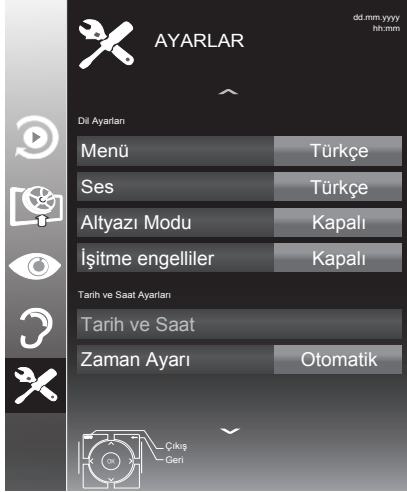 AYARLAR
dd.mm.yyyy
hh:mm
Dil Ayarları
Menü Türkçe
Ses Türkçe
Altyazı Modu Kapalı
İşitme engelliler Kapalı
Tarih ve Saat Ayarları
Tarih ve Saat
Zaman Ayarı Otomatik
Çıkış
Geri
OK